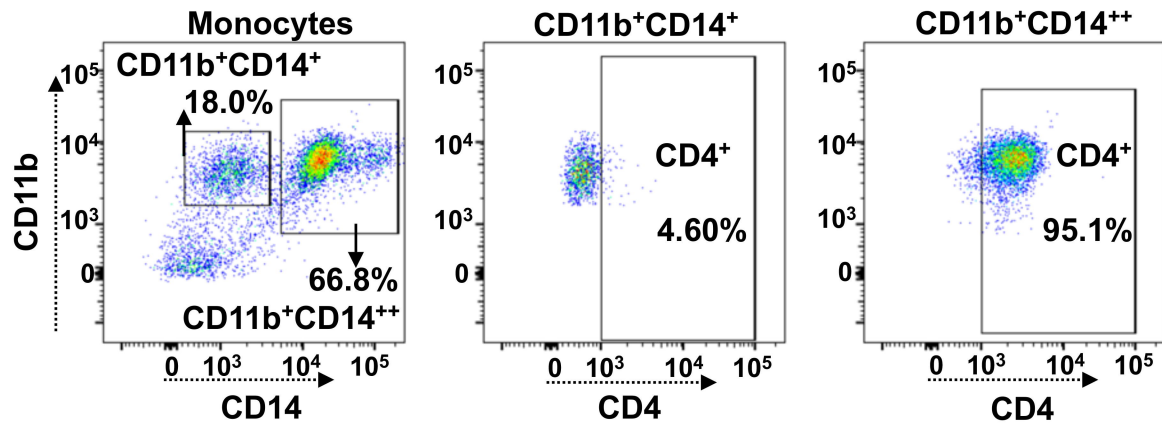 Monocytes
CD11b⁺CD14⁺
18.0%
66.8%
CD11b⁺CD14⁺⁺
10⁵
10⁴
10³
0
CD11b
0 10³ 10⁴ 10⁵
CD14
CD11b⁺CD14⁺
10⁵
10⁴
10³
0
CD4⁺
4.60%
0 10³ 10⁴ 10⁵
CD4
CD11b⁺CD14⁺⁺
10⁵
10⁴
10³
0
CD4⁺
95.1%
0 10³ 10⁴ 10⁵
CD4